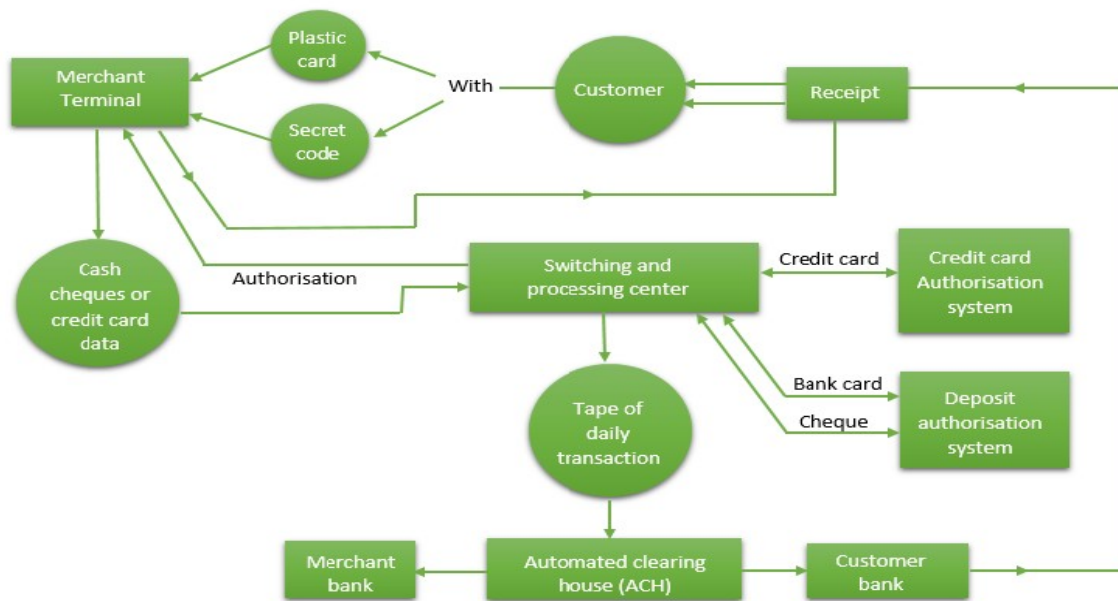 Plastic
card
Merchant
Terminal
With
Customer
Receipt
Secret
code
Cash
cheques or
credit card
data
Authorisation
Switching and
processing center
Credit card
Credit card
Authorisation
system
Bank card
Cheque
Deposit
authorisation
system
Tape of
daily
transaction
Merchant
bank
Automated clearing
house (ACH)
Customer
bank